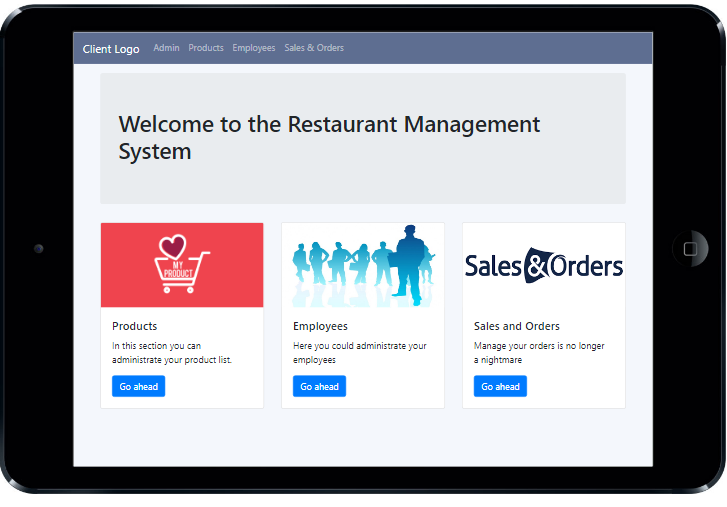 Client Logo Admin Products Employees Sales & Orders
Welcome to the Restaurant Management
System
MY
PRODUCT
Sales&Orders
Products
In this section you can
administrate your product list.
Go ahead
Employees
Here you could administrate your
employees
Go ahead
Sales and Orders
Manage your orders is no longer
a nightmare
Go ahead